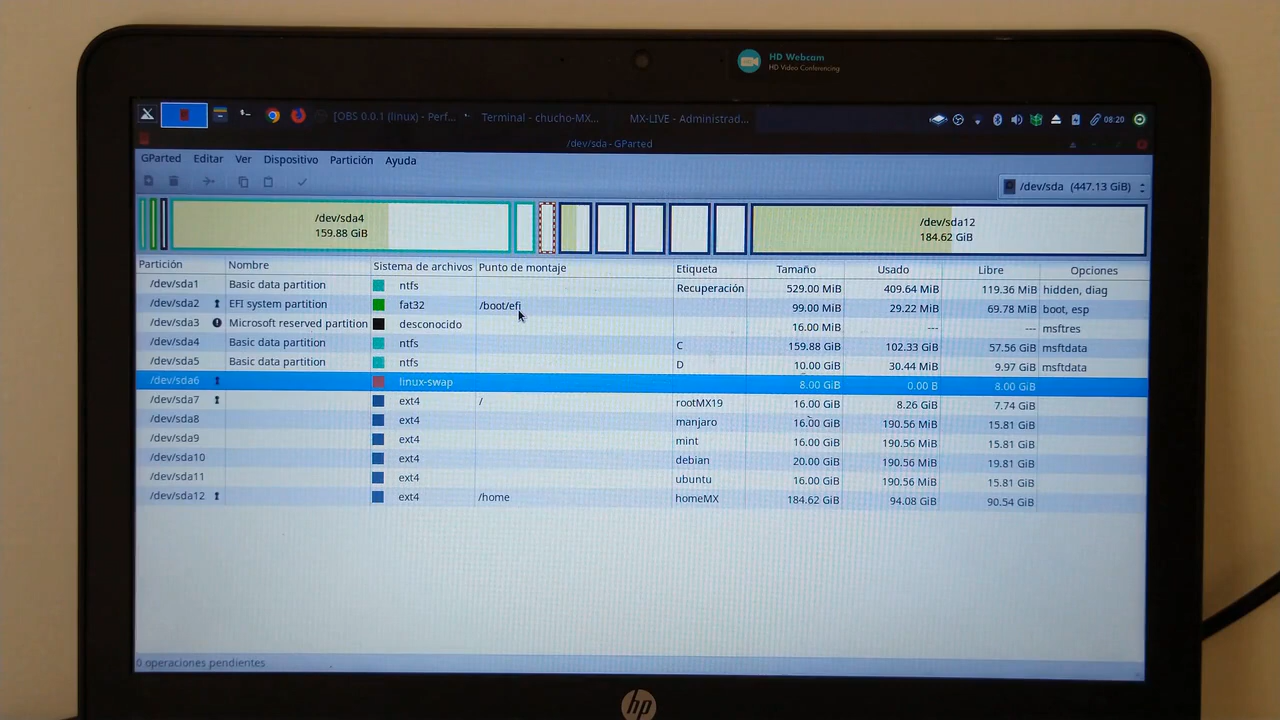 HD Webcam
HD Video Conferencing
[OBS 0.0.1 (linux) - Perf... Terminal - chucho-MX... MX-LIVE - Administrad... 08:20
/dev/sda - GParted
GParted Editar Ver Dispositivo Partición Ayuda
/dev/sda (447.13 GiB)
/dev/sda4
159.88 GiB
/dev/sda12
184.62 GiB
Partición Nombre Sistema de archivos Punto de montaje Etiqueta Tamaño Usado Libre Opciones
/dev/sda1 Basic data partition ntfs Recuperación 529.00 MiB 409.64 MiB 119.36 MiB hidden, diag
/dev/sda2 EFI system partition fat32 /boot/efi 99.00 MiB 29.22 MiB 69.78 MiB boot, esp
/dev/sda3 Microsoft reserved partition desconocido 16.00 MiB --- --- msftres
/dev/sda4 Basic data partition ntfs C 159.88 GiB 102.33 GiB 57.56 GiB msftdata
/dev/sda5 Basic data partition ntfs D 10.00 GiB 30.44 MiB 9.97 GiB msftdata
/dev/sda6 linux-swap 8.00 GiB 0.00 B 8.00 GiB
/dev/sda7 ext4 / rootMX19 16.00 GiB 8.26 GiB 7.74 GiB
/dev/sda8 ext4 manjaro 16.00 GiB 190.56 MiB 15.81 GiB
/dev/sda9 ext4 mint 16.00 GiB 190.56 MiB 15.81 GiB
/dev/sda10 ext4 debian 20.00 GiB 190.56 MiB 19.81 GiB
/dev/sda11 ext4 ubuntu 16.00 GiB 190.56 MiB 15.81 GiB
/dev/sda12 ext4 /home homeMX 184.62 GiB 94.08 GiB 90.54 GiB
0 operaciones pendientes
hp